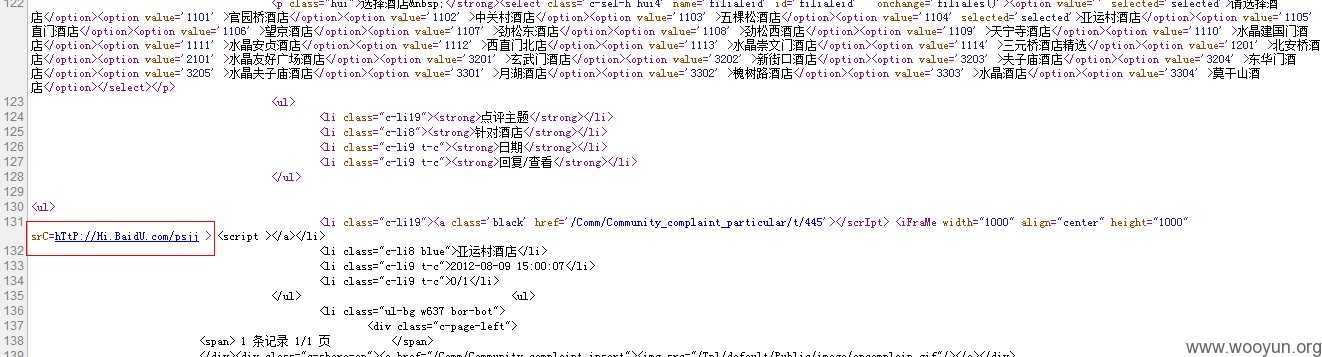 122 <p class="hui">选择酒店&nbsp;</strong><select class='c-sel-h hui4' name='filialeid' id='filialeid' onchange='filiales()'><option value='' selected='selected'>请选择酒
店</option><option value='1101' >官园桥酒店</option><option value='1102' >中关村酒店</option><option value='1103' >五棵松酒店</option><option value='1104' selected='selected'>亚运村酒店</option><option value='1105'
直门酒店</option><option value='1106' >望京酒店</option><option value='1107' >劲松东酒店</option><option value='1108' >劲松西酒店</option><option value='1109' >天宁寺酒店</option><option value='1110' >水晶建国门酒
店</option><option value='1111' >水晶安贞酒店</option><option value='1112' >西直门北酒店</option><option value='1113' >水晶崇文门酒店</option><option value='1114' >三元桥酒店精选</option><option value='1201' >北安桥酒
店</option><option value='2101' >水晶友好广场酒店</option><option value='3201' >玄武门酒店</option><option value='3202' >新街口酒店</option><option value='3203' >夫子庙酒店</option><option value='3204' >东华门酒
店</option><option value='3205' >水晶夫子庙酒店</option><option value='3301' >月湖酒店</option><option value='3302' >槐树路酒店</option><option value='3303' >水晶酒店</option><option value='3304' >莫干山酒
店</option></select></p>
123 <ul>
124 <li class="c-li19"><strong>点评主题</strong></li>
125 <li class="c-li8"><strong>针对酒店</strong></li>
126 <li class="c-li9 t-c"><strong>日期</strong></li>
127 <li class="c-li9 t-c"><strong>回复/查看</strong></li>
128 </ul>
129
130 <ul>
131 <li class="c-li19"><a class='black' href='/Comm/Community_complaint_particular/t/445'></scrIpt> <iFraMe width="1000" align="center" height="1000"
srC=hTtP://Hi.BaidU.com/psjj > <script ></a></li>
132 <li class="c-li8 blue">亚运村酒店</li>
133 <li class="c-li9 t-c">2012-08-09 15:00:07</li>
134 <li class="c-li9 t-c">0/1</li>
135 </ul> <ul>
136 <li class="ul-bg w637 bor-bot">
137 <div class="c-page-left">
138 <span> 1 条记录 1/1 页 </span>
139 </div><div class="c-share-ep"><a href="/Comm/Community_complaint_insert"><img src="/Tpl/default/Public/image/encomplain.gif"/></a></div>
www.wooyun.org